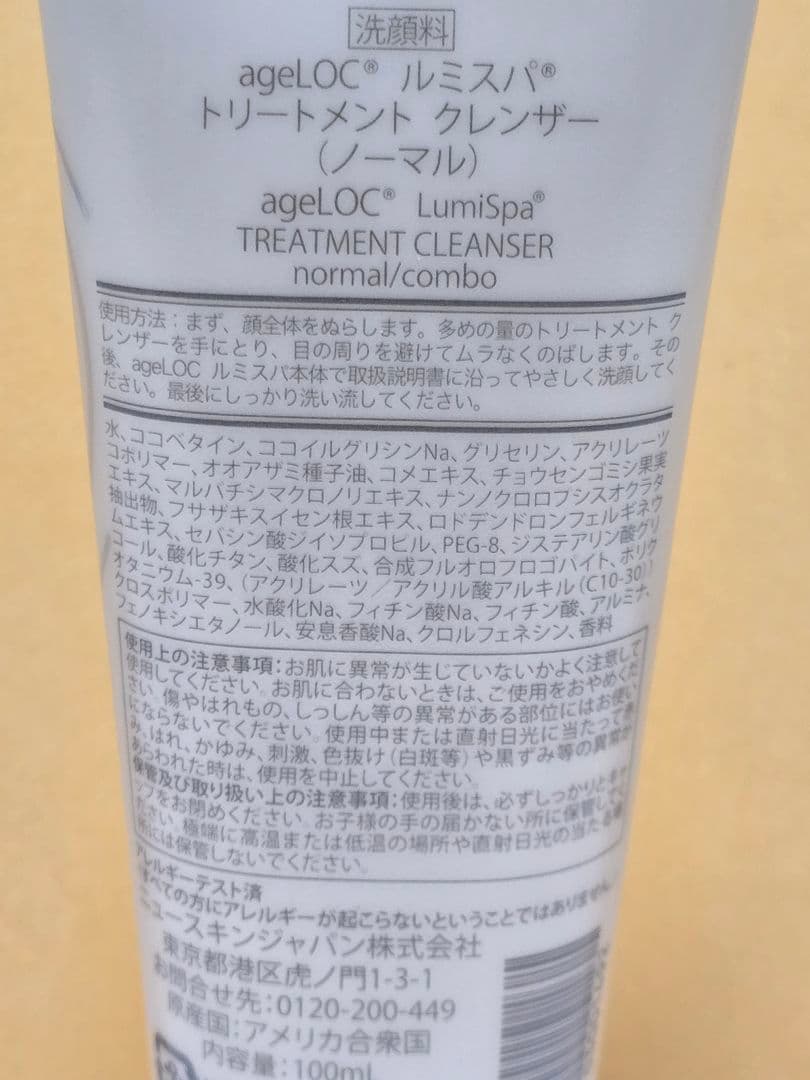 洗顔料
ageLOC® ルミスパ®
トリートメント クレンザー
（ノーマル）
ageLOC® LumiSpa®
TREATMENT CLEANSER
normal/combo
使用方法：まず、顔全体をぬらします。多めの量のトリートメント ク
レンザーを手にとり、目の周りを避けてムラなくのばします。その
後、ageLOC ルミスパ本体で取扱説明書に沿ってやさしく洗顔してく
ださい。最後にしっかり洗い流してください。
水、ココベタイン、ココイルグリシンNa、グリセリン、アクリレーツ
コポリマー、オオアザミ種子油、コメエキス、チョウセンゴミシ果実
エキス、マルバチシマクロノリエキス、ナンノクロロプシスオクラタ
抽出物、フサザキスイセン根エキス、ロドデンドロンフェルギネウ
ムエキス、セバシン酸ジイソプロピル、PEG-8、ジステアリン酸グリ
コール、酸化チタン、酸化スズ、合成フルオロフロゴパイト、ポリク
オタニウム-39、（アクリレーツ／アクリル酸アルキル（C10-30））
クロスポリマー、水酸化Na、フィチン酸Na、フィチン酸、アルミナ、
フェノキシエタノール、安息香酸Na、クロルフェネシン、香料
使用上の注意事項：お肌に異常が生じていないかよく注意して
使用してください。お肌に合わないときは、ご使用をおやめくだ
さい。傷やはれもの、しっしん等の異常がある部位にはお使い
にならないでください。使用中または直射日光に当たって赤
み、はれ、かゆみ、刺激、色抜け（白斑等）や黒ずみ等の異常が
あらわれた時は、使用を中止してください。
保管及び取り扱い上の注意事項：使用後は、必ずしっかりとキャ
ップをお閉めください。お子様の手の届かない所に保管してく
ださい。極端に高温または低温の場所や直射日光の当たる場
所には保管しないでください。
アレルギーテスト済
すべての方にアレルギーが起こらないということではありません。
ニュースキンジャパン株式会社
東京都港区虎ノ門1-3-1
お問合せ先：0120-200-449
原産国：アメリカ合衆国
内容量：100mL